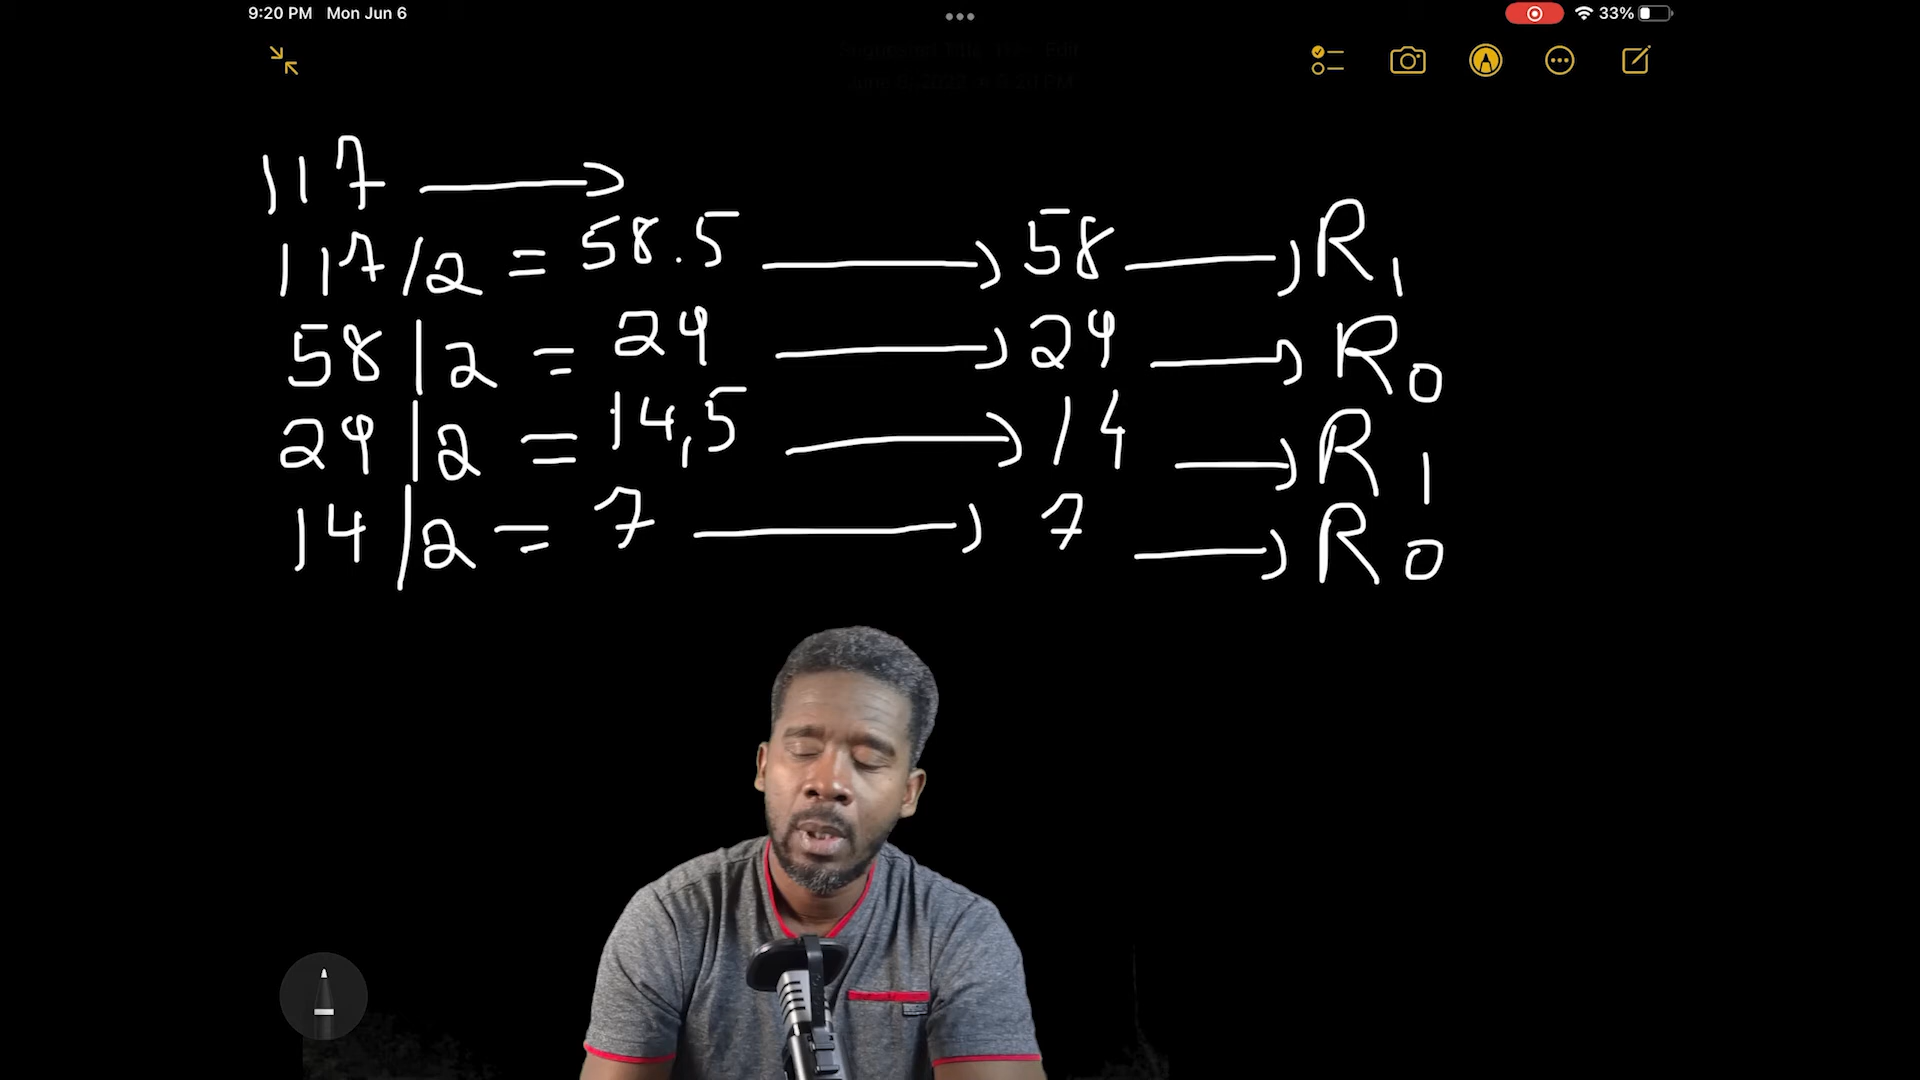 9:20 PM Mon Jun 6
33%
117 →
117/2 = 58.5 → 58 → R1
58/2 = 29 → 29 → R0
29/2 = 14,5 → 14 → R1
14/2 = 7 → 7 → R0